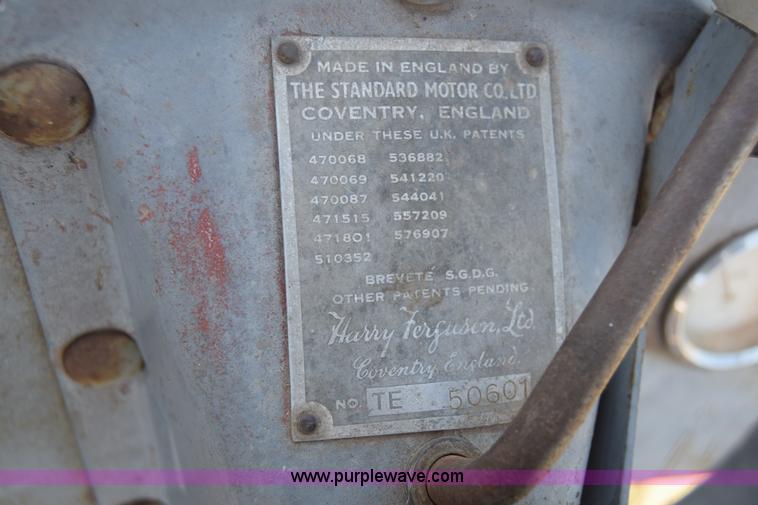 MADE IN ENGLAND BY
THE STANDARD MOTOR CO. LTD
COVENTRY, ENGLAND
UNDER THESE U.K. PATENTS
470068 536882
470069 541220
470087 544041
471515 557209
471801 576907
510352
BREVETÉ S.G.D.G.
OTHER PATENTS PENDING
Harry Ferguson, Ltd.
Coventry, England.
NO. TE 50601
www.purplewave.com